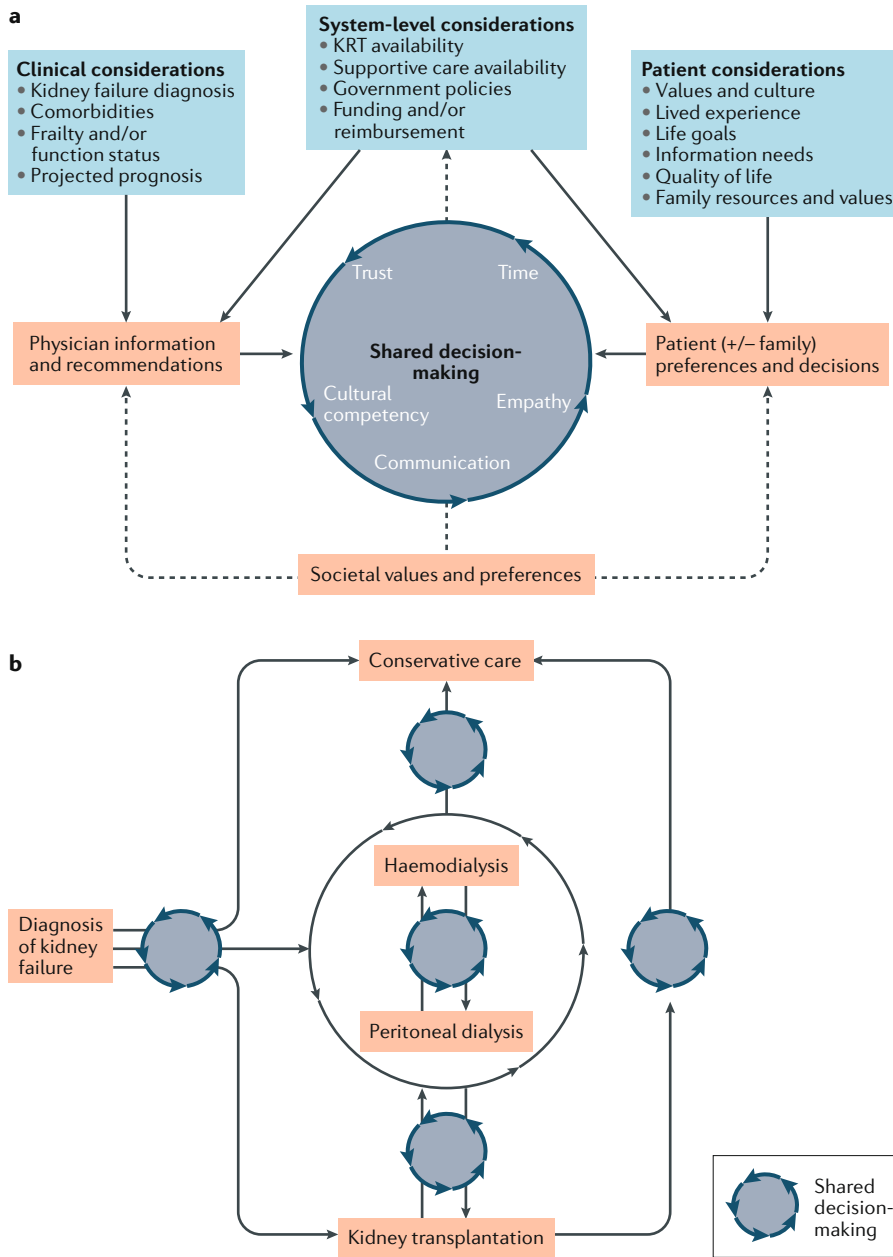 a
Clinical considerations
• Kidney failure diagnosis
• Comorbidities
• Frailty and/or
function status
• Projected prognosis
System-level considerations
• KRT availability
• Supportive care availability
• Government policies
• Funding and/or
reimbursement
Patient considerations
• Values and culture
• Lived experience
• Life goals
• Information needs
• Quality of life
• Family resources and values
Trust
Time
Physician information
and recommendations
Shared decision-
making
Patient (+/– family)
preferences and decisions
Cultural
competency
Empathy
Communication
Societal values and preferences
b
Conservative care
Haemodialysis
Diagnosis
of kidney
failure
Peritoneal dialysis
Kidney transplantation
Shared
decision-
making